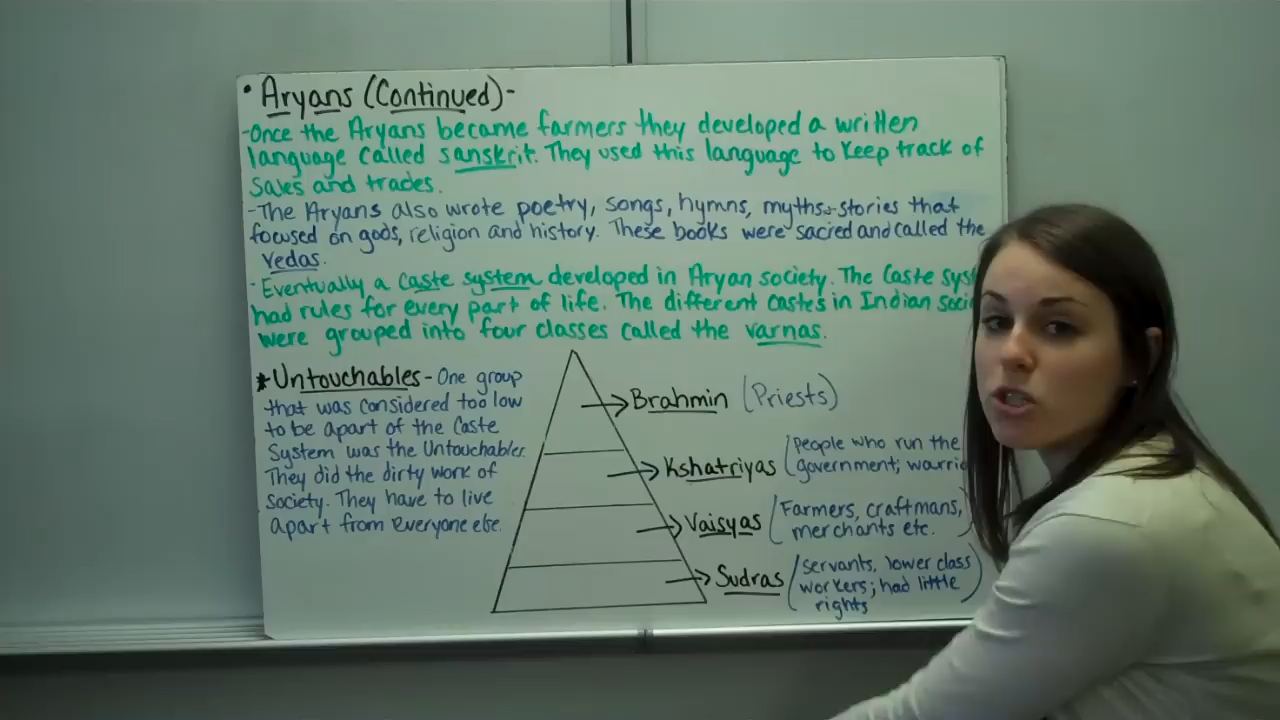 • Aryans (Continued)-
-Once the Aryans became farmers they developed a written
language called sanskrit. They used this language to keep track of
sales and trades.
-The Aryans also wrote poetry, songs, hymns, myths+stories that
focused on gods, religion and history. These books were sacred and called the
Vedas.
-Eventually a caste system developed in Aryan society. The Caste sys
had rules for every part of life. The different castes in Indian soci
were grouped into four classes called the varnas.
*Untouchables- One group
that was considered too low
to be apart of the Caste
System was the Untouchables.
They did the dirty work of
society. They have to live
apart from everyone else.
Brahmin (Priests)
Kshatriyas (people who run the
government; warri
Vaisyas (Farmers, craftmans,
merchants etc.)
Sudras (servants, lower class
workers; had little
rights)